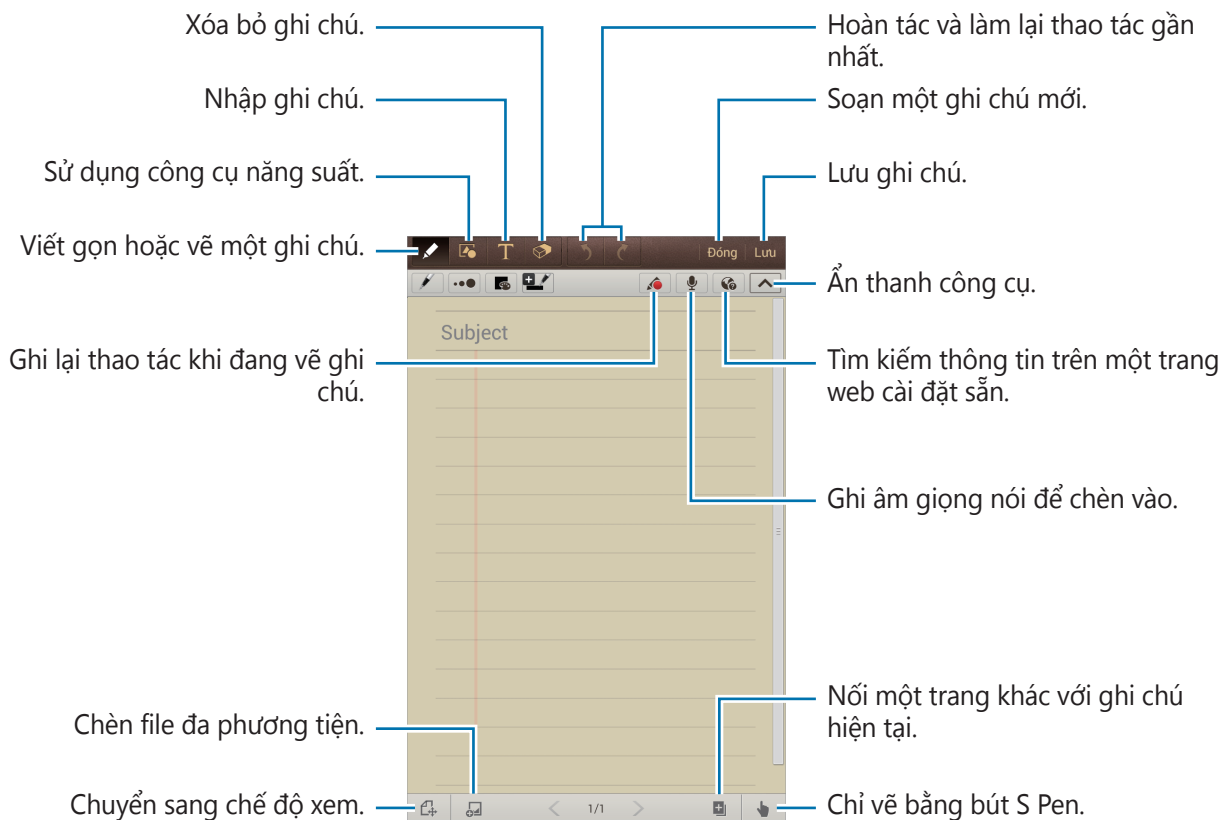 Xóa bỏ ghi chú.
Hoàn tác và làm lại thao tác gần
nhất.
Nhập ghi chú.
Soạn một ghi chú mới.
Sử dụng công cụ năng suất.
Lưu ghi chú.
Viết gọn hoặc vẽ một ghi chú.
T
Đóng
Lưu
Ẩn thanh công cụ.
Subject
Ghi lại thao tác khi đang vẽ ghi
chú.
Tìm kiếm thông tin trên một trang
web cài đặt sẵn.
Ghi âm giọng nói để chèn vào.
Nối một trang khác với ghi chú
hiện tại.
Chèn file đa phương tiện.
Chuyển sang chế độ xem.
1/1
Chỉ vẽ bằng bút S Pen.